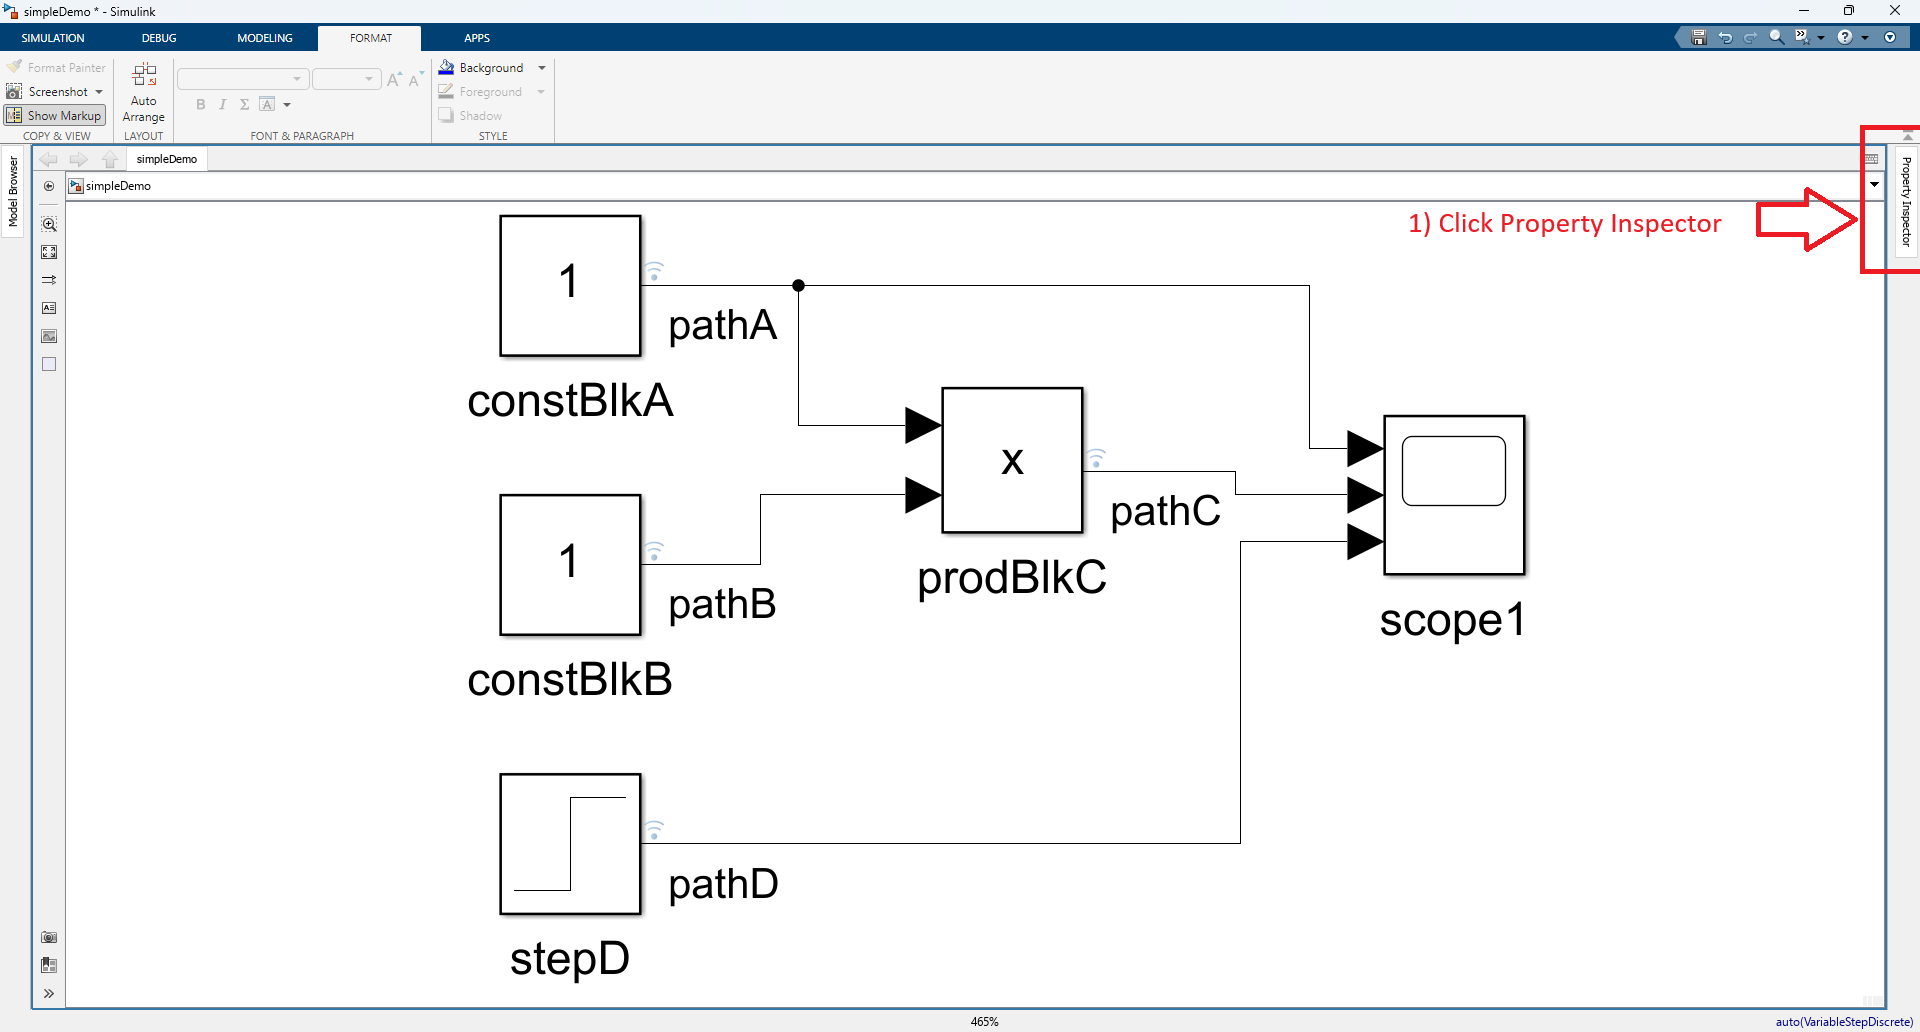 simpleDemo * - Simulink
SIMULATION DEBUG MODELING FORMAT APPS
Format Painter
Screenshot
Show Markup
COPY & VIEW
Auto
Arrange
LAYOUT
A A
B I Σ A
FONT & PARAGRAPH
Background
Foreground
Shadow
STYLE
Model Browser
simpleDemo
simpleDemo
Property Inspector
1) Click Property Inspector
1
pathA
constBlkA
1
pathB
constBlkB
x
pathC
prodBlkC
scope1
pathD
stepD
465%
auto(VariableStepDiscrete)